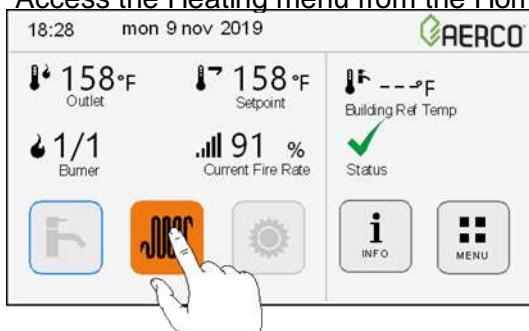 Access the Heating menu from the Hom
18:28 mon 9 nov 2019 AERCO
158°F 158°F ---°F
Outlet Setpoint Building Ref Temp
1/1 91 %
Burner Current Fire Rate Status
INFO MENU